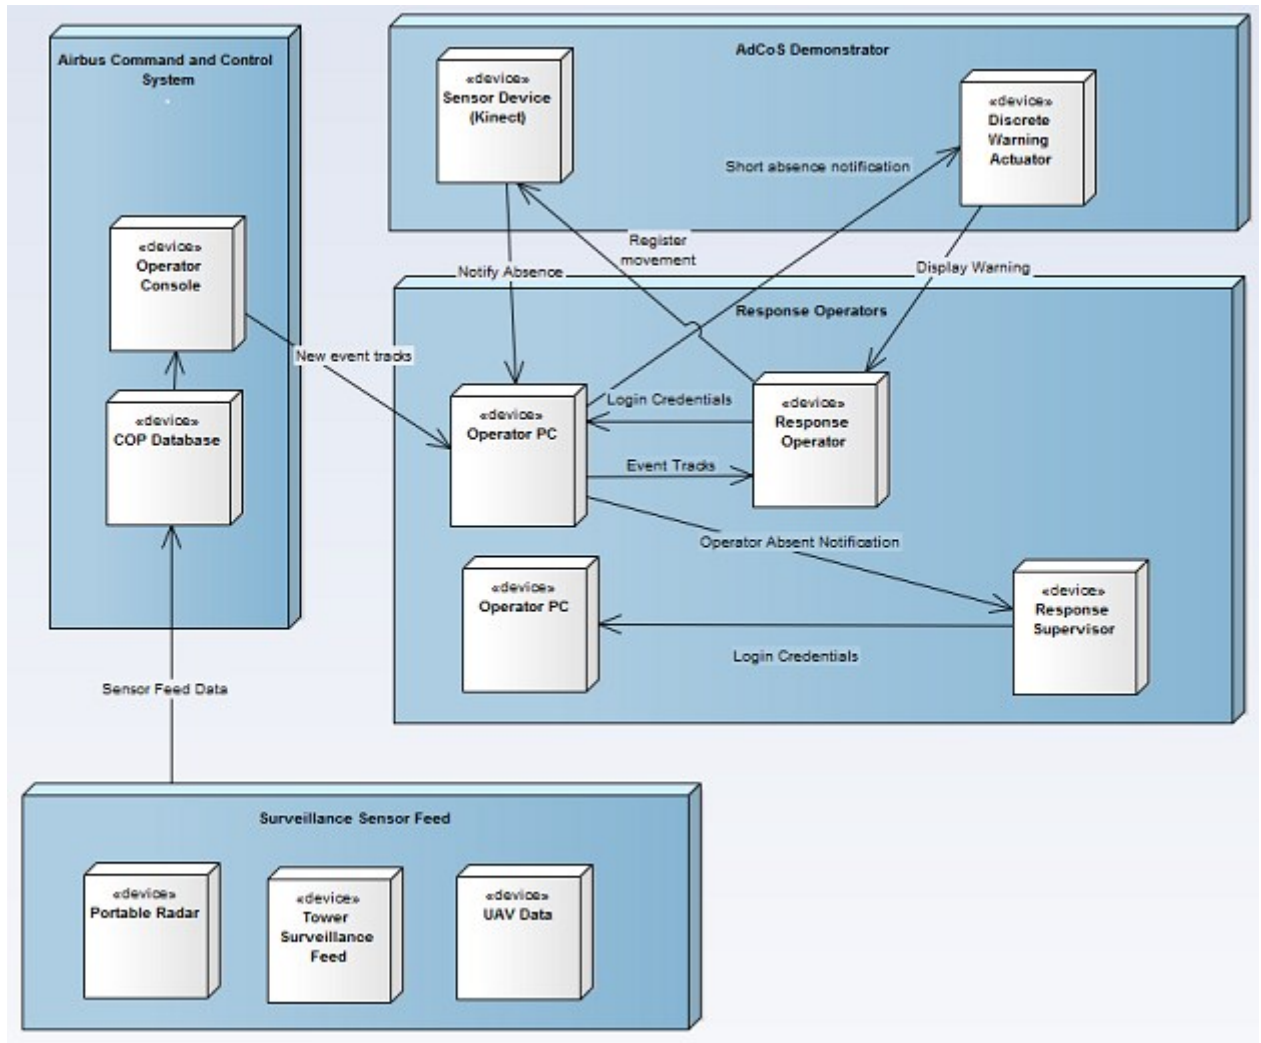 Airbus Command and Control
System
«device»
Operator
Console
«device»
COP Database
New event tracks
Sensor Feed Data
AdCoS Demonstrator
«device»
Sensor Device
(Kinect)
«device»
Discrete
Warning
Actuator
Short absence notification
Register
movement
Notify Absence
Display Warning
Response Operators
«device»
Operator PC
Login Credentials
«device»
Response
Operator
Event Tracks
Operator Absent Notification
«device»
Operator PC
«device»
Response
Supervisor
Login Credentials
Surveillance Sensor Feed
«device»
Portable Radar
«device»
Tower
Surveillance
Feed
«device»
UAV Data